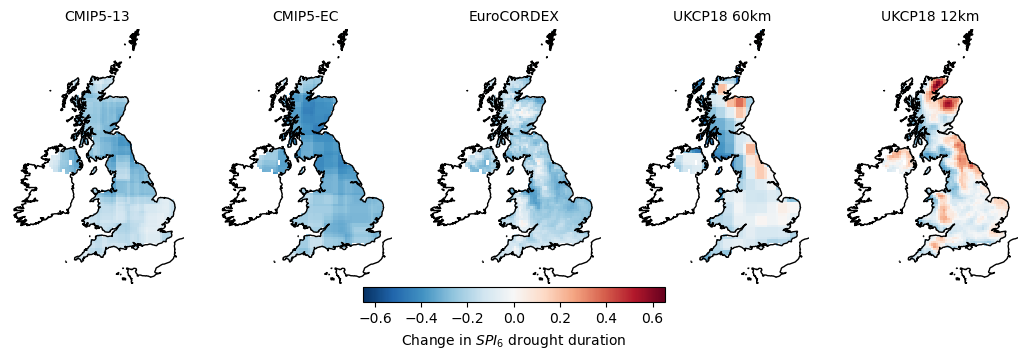 CMIP5-13 CMIP5-EC EuroCORDEX UKCP18 60km UKCP18 12km
−0.6 −0.4 −0.2 0.0 0.2 0.4 0.6
Change in SPI₆ drought duration